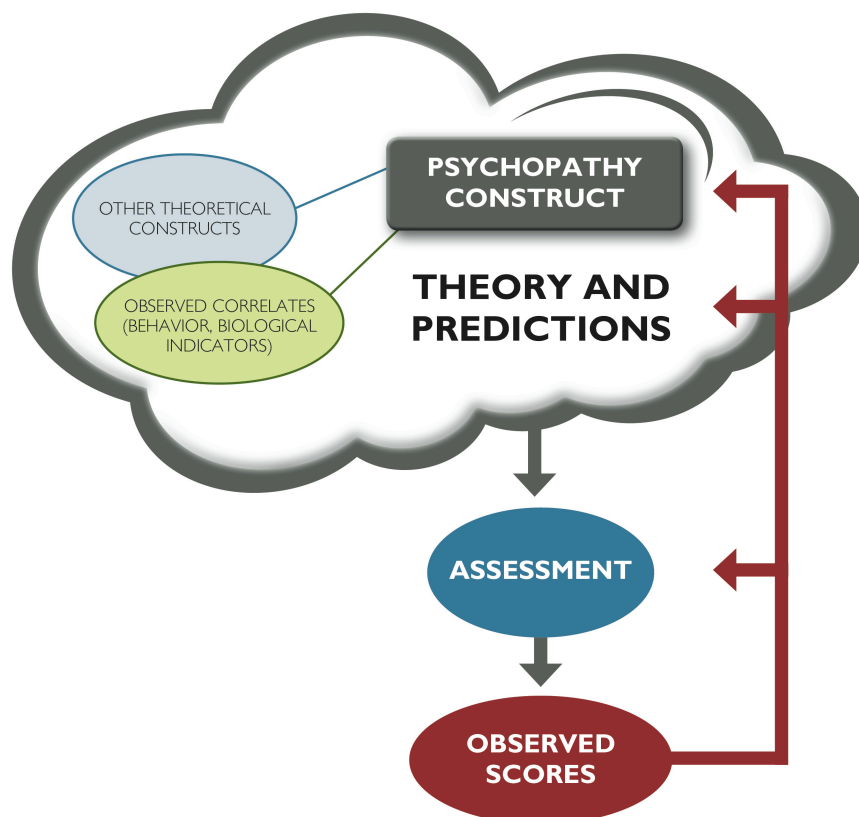 PSYCHOPATHY
CONSTRUCT
OTHER THEORETICAL
CONSTRUCTS
OBSERVED CORRELATES
(BEHAVIOR, BIOLOGICAL
INDICATORS)
THEORY AND
PREDICTIONS
ASSESSMENT
OBSERVED
SCORES